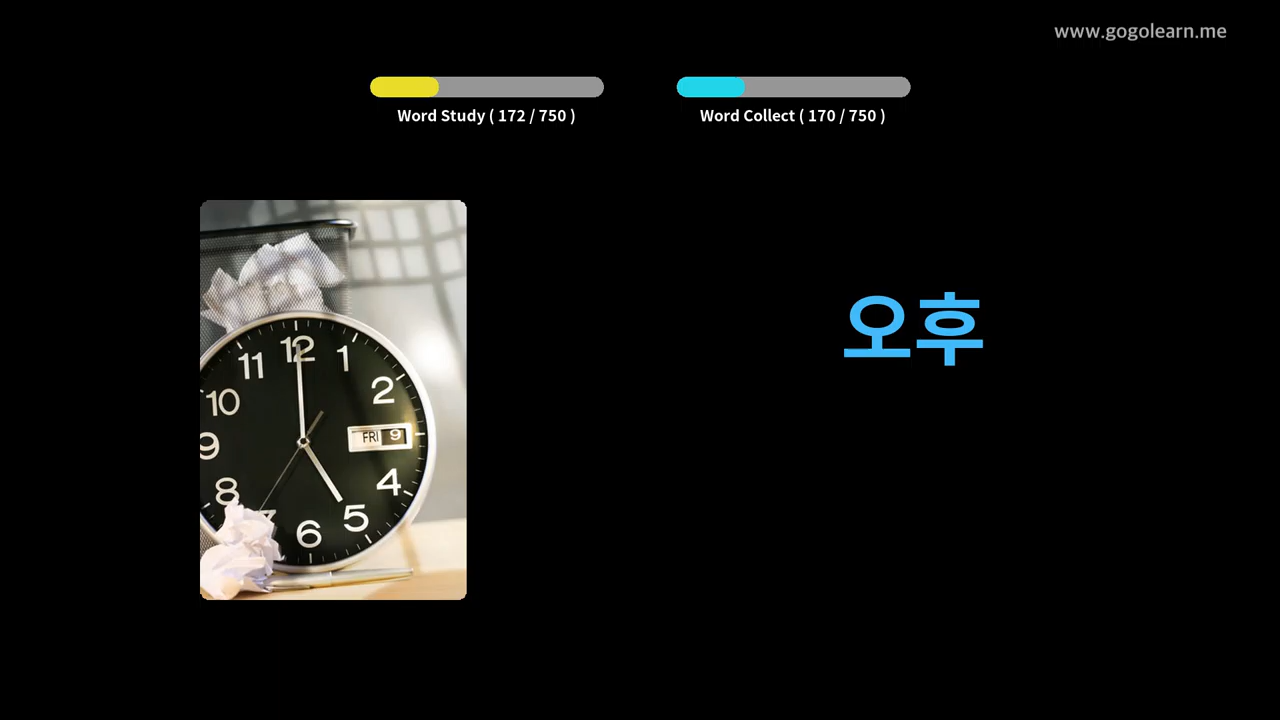 www.gogolearn.me
Word Study ( 172 / 750 )
Word Collect ( 170 / 750 )
오후
12
11
1
10
2
9
FRI 9
8
4
7
5
6